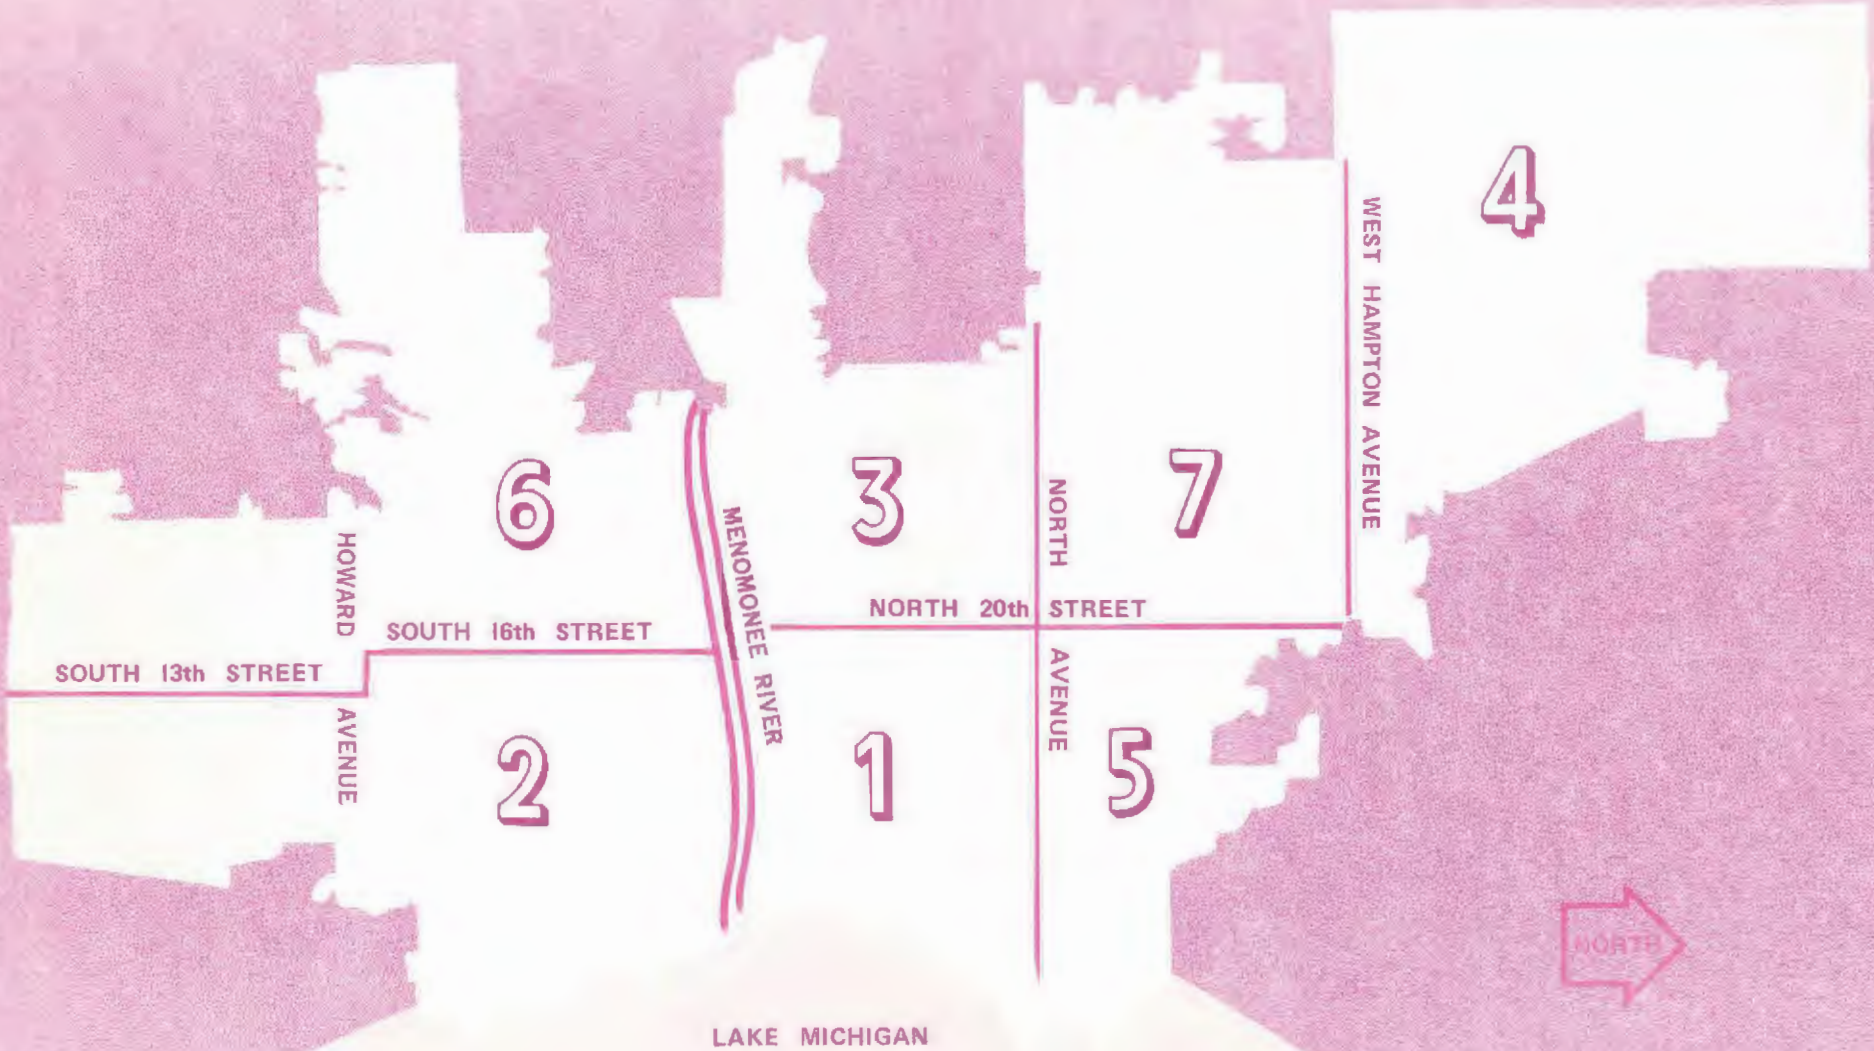 4
WEST HAMPTON AVENUE
6
3
7
HOWARD AVENUE
MENOMONEE RIVER
NORTH AVENUE
NORTH 20th STREET
SOUTH 16th STREET
SOUTH 13th STREET
2
1
5
NORTH
LAKE MICHIGAN